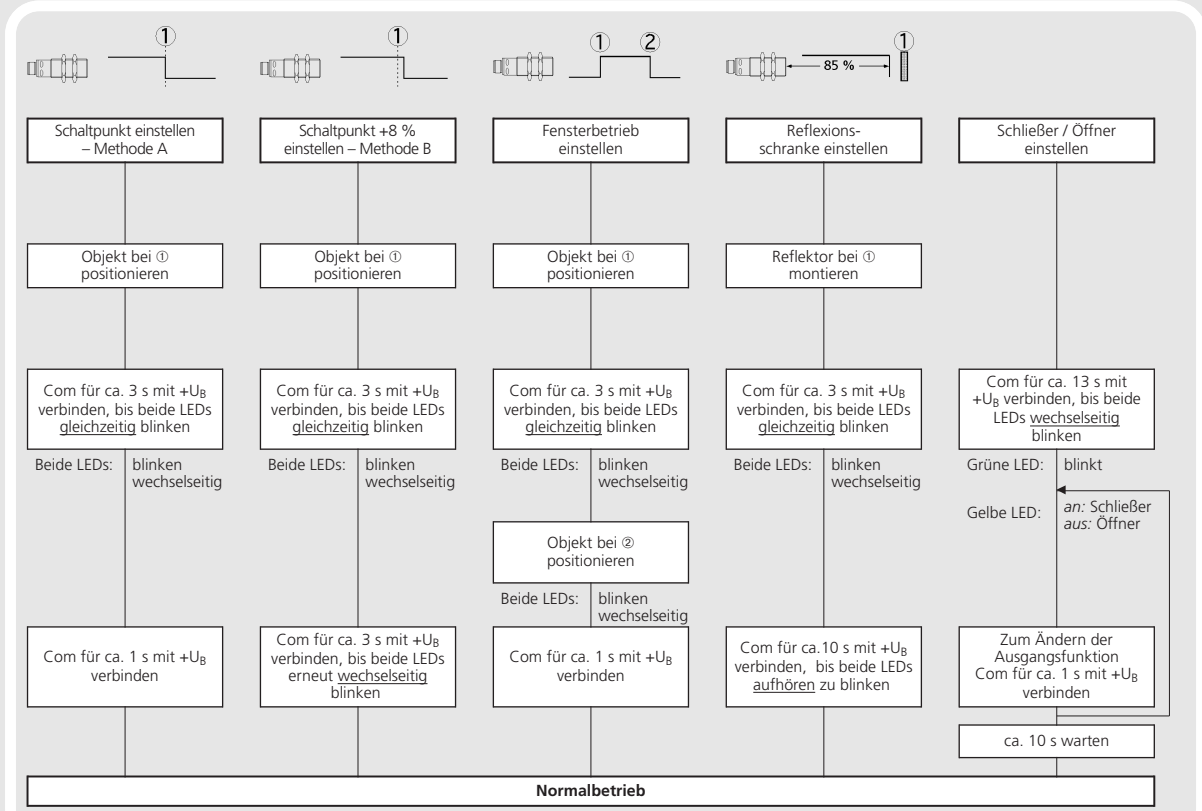 ①
①
① ②
85 %
①
Schaltpunkt einstellen
– Methode A
Schaltpunkt +8 %
einstellen – Methode B
Fensterbetrieb
einstellen
Reflexions-
schranke einstellen
Schließer / Öffner
einstellen
Objekt bei ①
positionieren
Objekt bei ①
positionieren
Objekt bei ①
positionieren
Reflektor bei ①
montieren
Com für ca. 3 s mit +UB
verbinden, bis beide LEDs
gleichzeitig blinken
Com für ca. 3 s mit +UB
verbinden, bis beide LEDs
gleichzeitig blinken
Com für ca. 3 s mit +UB
verbinden, bis beide LEDs
gleichzeitig blinken
Com für ca. 3 s mit +UB
verbinden, bis beide LEDs
gleichzeitig blinken
Com für ca. 13 s mit
+UB verbinden, bis beide
LEDs wechselseitig
blinken
Beide LEDs: blinken
wechselseitig
Beide LEDs: blinken
wechselseitig
Beide LEDs: blinken
wechselseitig
Beide LEDs: blinken
wechselseitig
Grüne LED: blinkt
Gelbe LED: an: Schließer
aus: Öffner
Objekt bei ②
positionieren
Beide LEDs: blinken
wechselseitig
Com für ca. 1 s mit +UB
verbinden
Com für ca. 3 s mit +UB
verbinden, bis beide LEDs
erneut wechselseitig
blinken
Com für ca. 1 s mit +UB
verbinden
Com für ca.10 s mit +UB
verbinden, bis beide LEDs
aufhören zu blinken
Zum Ändern der
Ausgangsfunktion
Com für ca. 1 s mit +UB
verbinden
ca. 10 s warten
Normalbetrieb